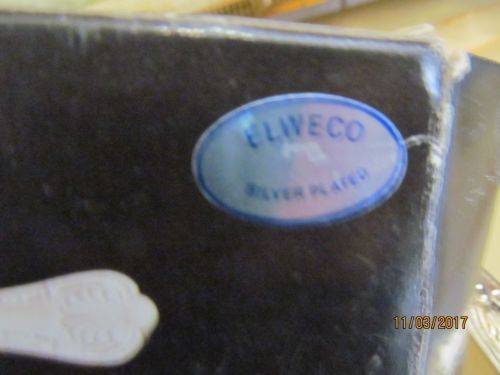 ELWECO
SILVER PLATED
11/03/2017